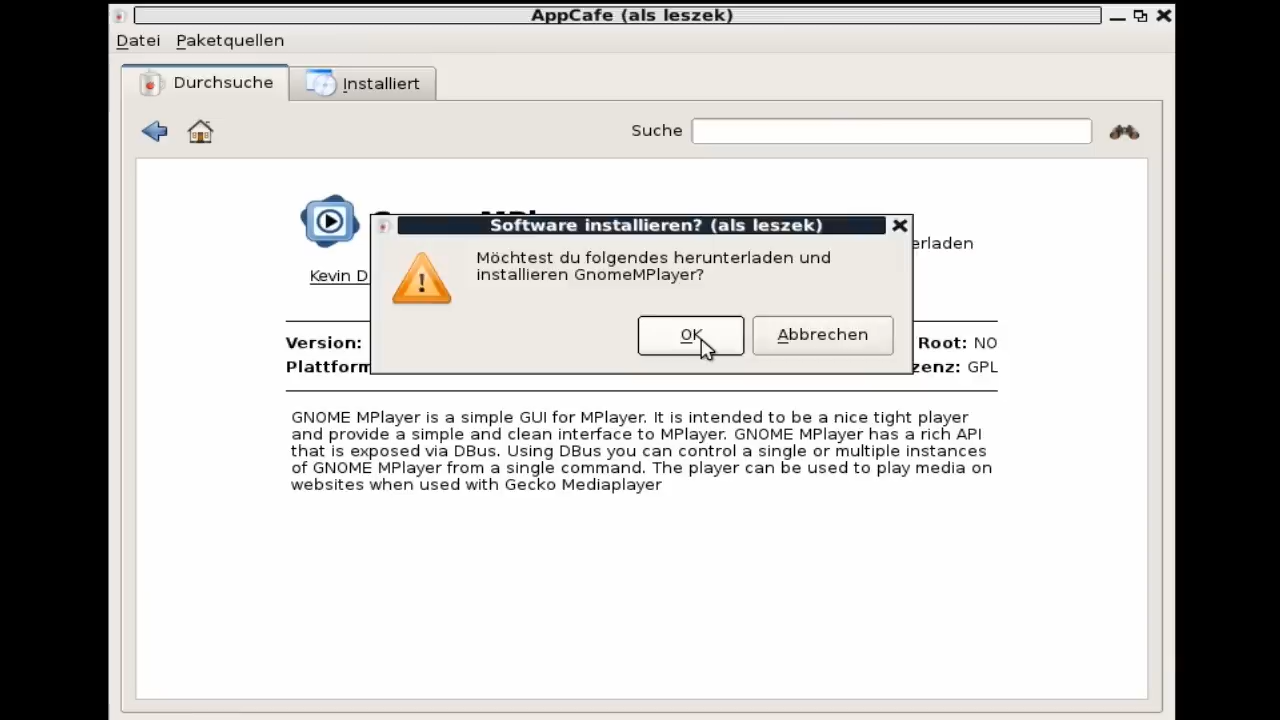 AppCafe (als leszek)
Datei Paketquellen
Durchsuche Installiert
Suche
Software installieren? (als leszek)
Möchtest du folgendes herunterladen und
erladen
installieren GnomeMPlayer?
Kevin D
OK Abbrechen
Version: Root: NO
Plattform zenz: GPL
GNOME MPlayer is a simple GUI for MPlayer. It is intended to be a nice tight player
and provide a simple and clean interface to MPlayer. GNOME MPlayer has a rich API
that is exposed via DBus. Using DBus you can control a single or multiple instances
of GNOME MPlayer from a single command. The player can be used to play media on
websites when used with Gecko Mediaplayer